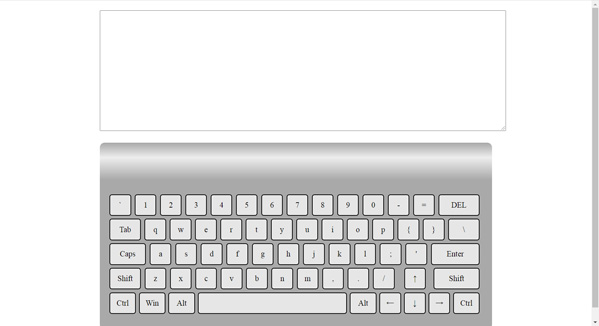 ` 1 2 3 4 5 6 7 8 9 0 - = DEL
Tab q w e r t y u i o p { } \
Caps a s d f g h j k l ; ' Enter
Shift z x c v b n m , . / ↑ Shift
Ctrl Win Alt Alt ← ↓ → Ctrl